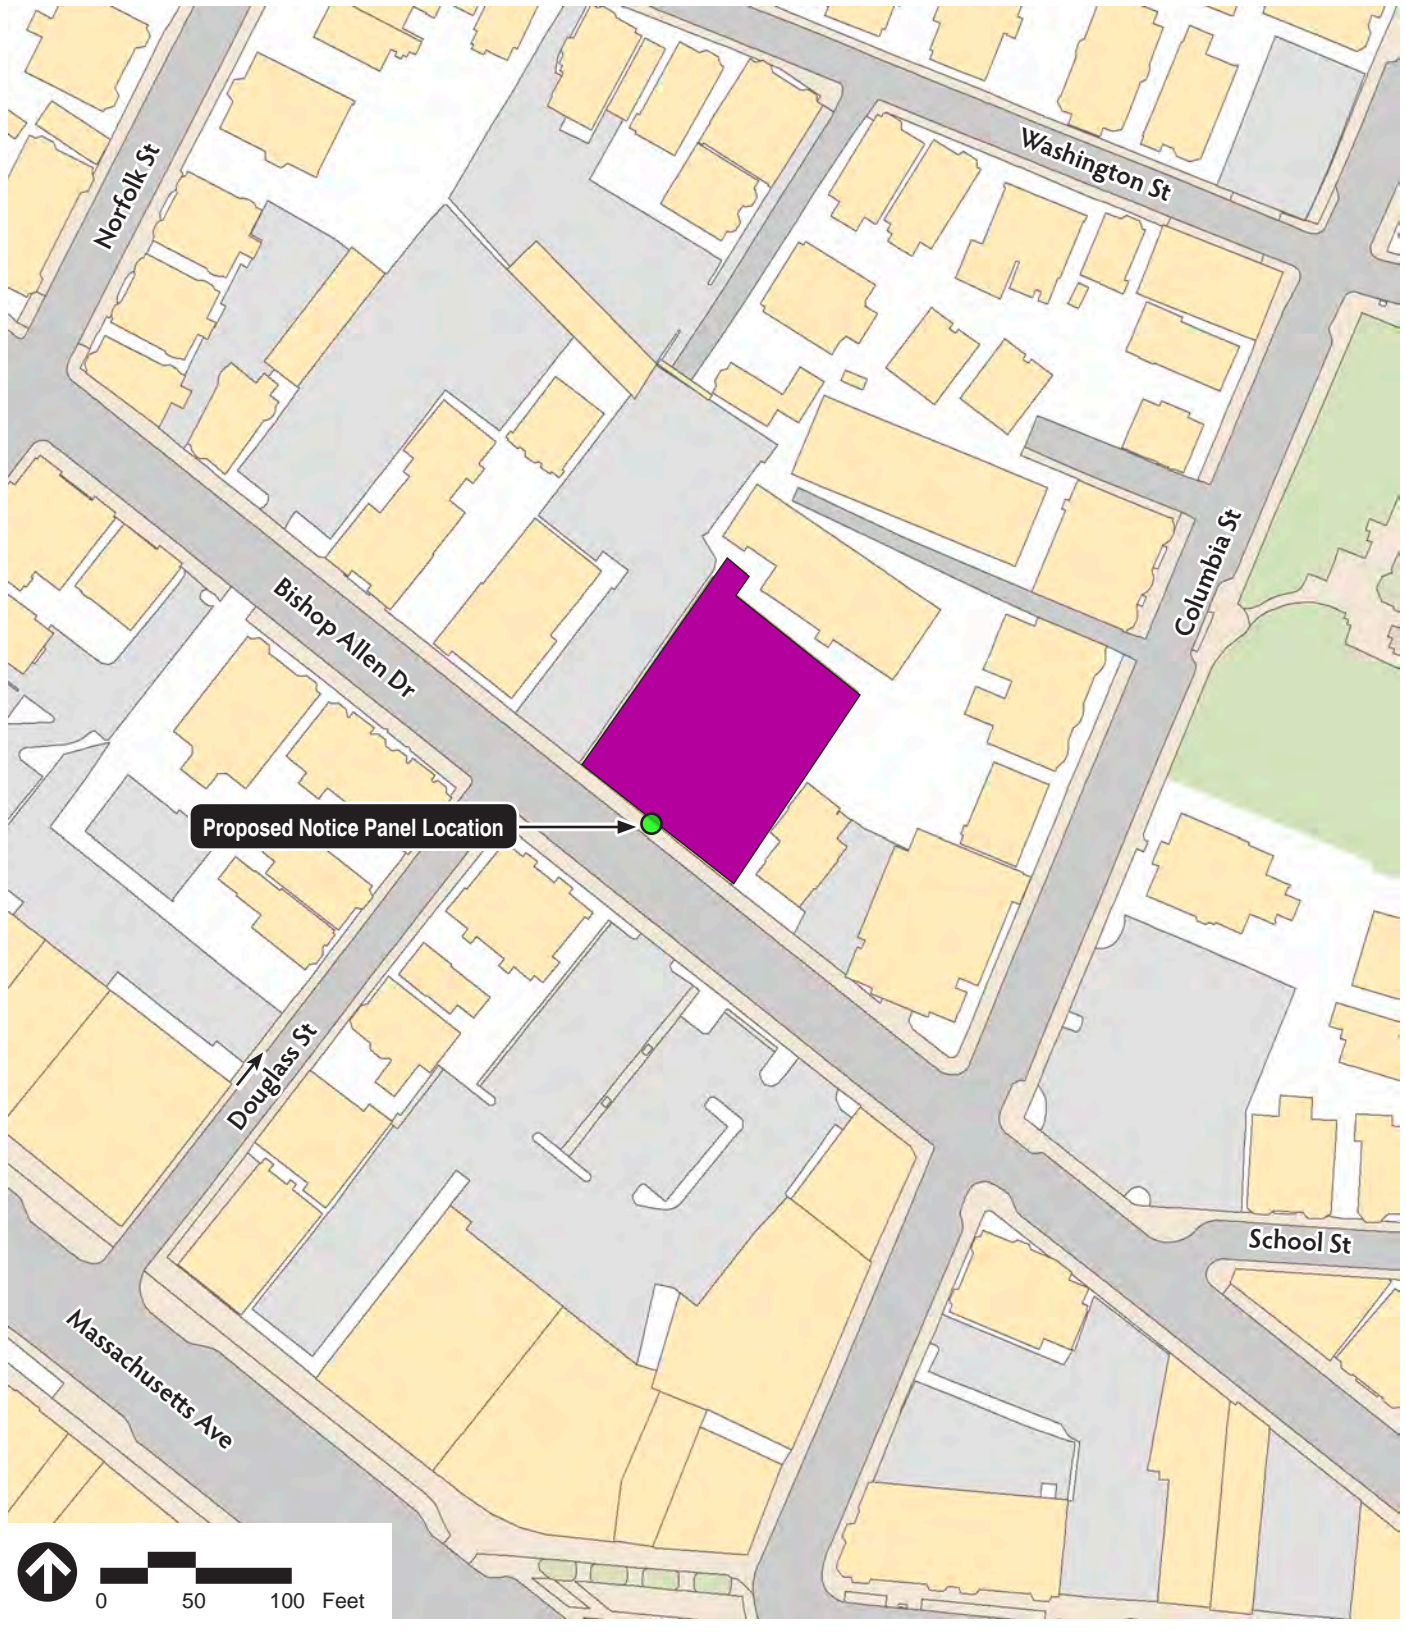 Washington St
Norfolk St
Columbia St
Bishop Allen Dr
Proposed Notice Panel Location
Douglass St
School St
Massachusetts Ave
0 50 100 Feet